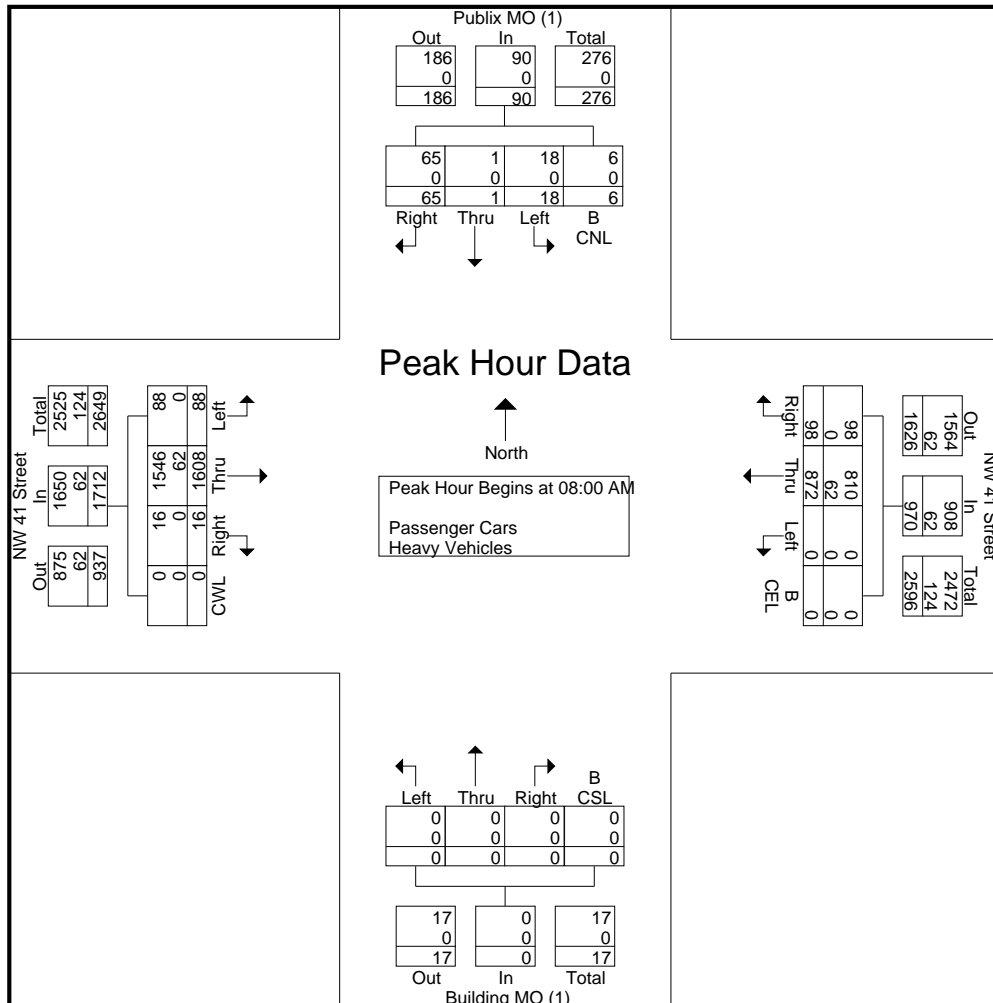 Publix MO (1)
Out In Total
186 90 276
0 0 0
186 90 276
65 1 18 6
0 0 0 0
65 1 18 6
Right Thru Left B
CNL
Peak Hour Data
North
Peak Hour Begins at 08:00 AM
Passenger Cars
Heavy Vehicles
NW 41 Street
Total In Out
2525 1650 875
124 62 62
2649 1712 937
88 1546 16 0
0 62 0 0
88 1608 16 0
Left Thru Right CWL
NW 41 Street
Out In Total
1564 908 2472
62 62 124
1626 970 2596
98 810 0 0
0 62 0 0
98 872 0 0
Right Thru Left B
CEL
B
Left Thru Right CSL
0 0 0 0
0 0 0 0
0 0 0 0
17 0 17
0 0 0
17 0 17
Out In Total
Building MO (1)